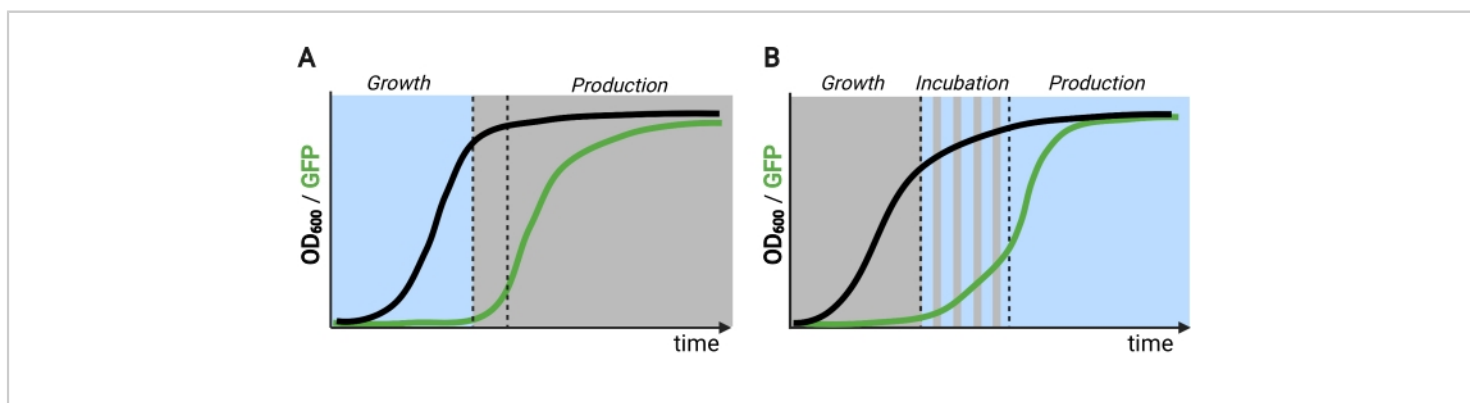 A
Growth
Production
OD600 / GFP
time
B
Growth
Incubation
Production
OD600 / GFP
time